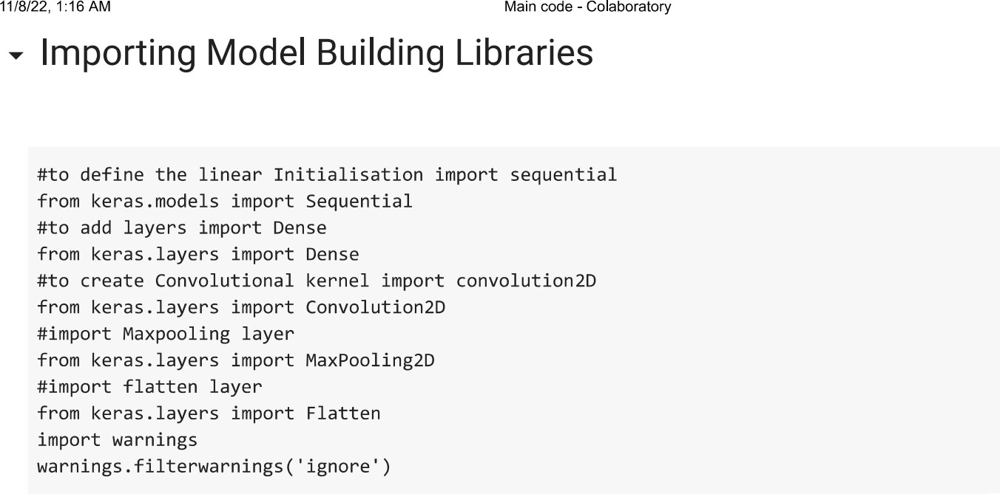 11/8/22, 1:16 AM Main code - Colaboratory
Importing Model Building Libraries
#to define the linear Initialisation import sequential
from keras.models import Sequential
#to add layers import Dense
from keras.layers import Dense
#to create Convolutional kernel import convolution2D
from keras.layers import Convolution2D
#import Maxpooling layer
from keras.layers import MaxPooling2D
#import flatten layer
from keras.layers import Flatten
import warnings
warnings.filterwarnings('ignore')